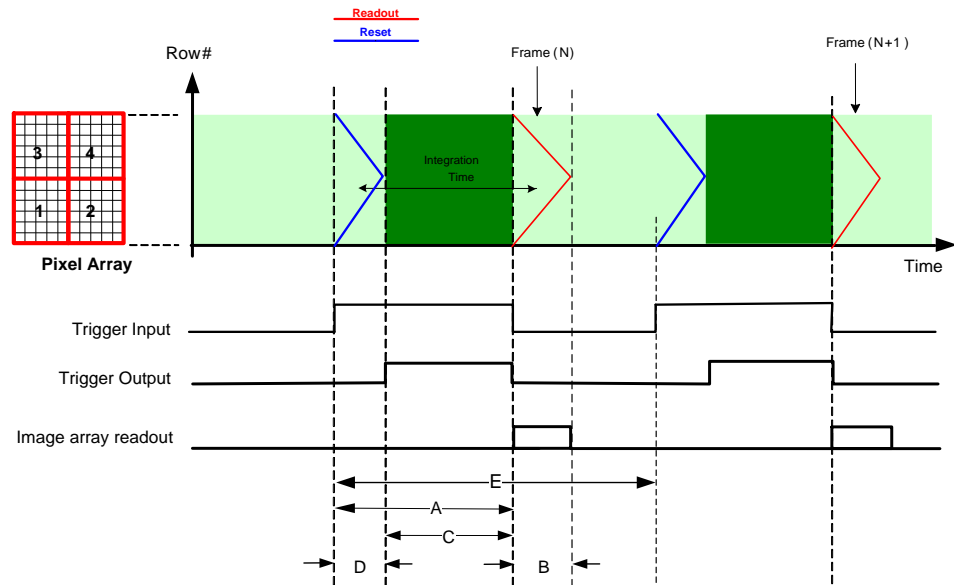 Readout
Reset
Row#
Frame (N)
Frame (N+1 )
3 4
1 2
Integration
Time
Pixel Array
Time
Trigger Input
Trigger Output
Image array readout
E
A
C
D
B